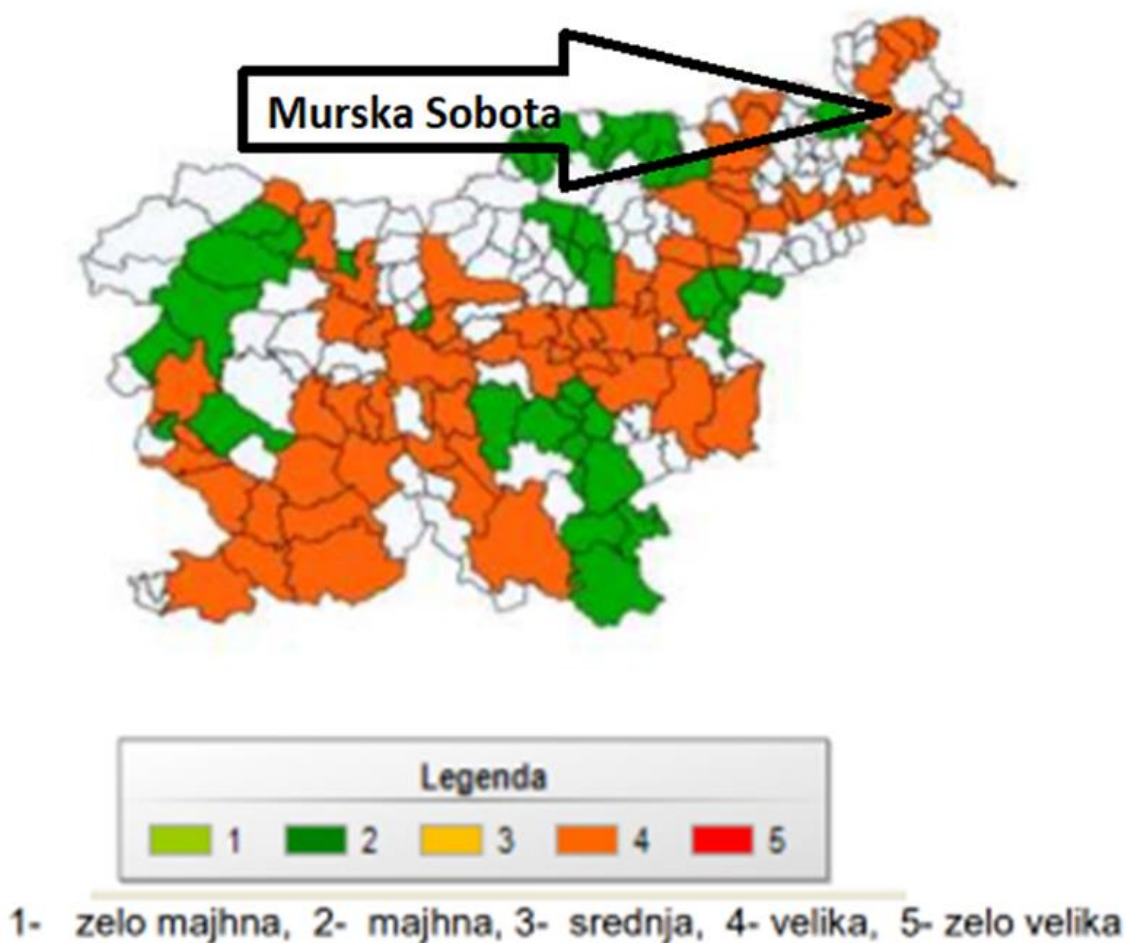 Murska Sobota
Legenda
1 2 3 4 5
1- zelo majhna, 2- majhna, 3- srednja, 4- velika, 5- zelo velika